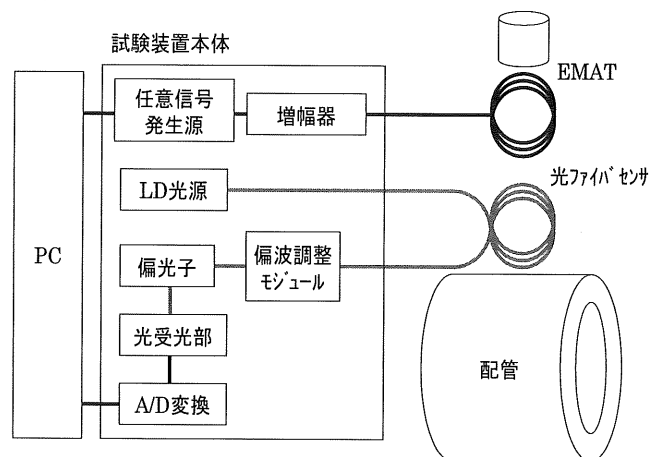 試験装置本体
EMAT
任意信号
発生源
増幅器
光ファイバセンサ
LD光源
PC
偏光子
偏波調整
モジュール
光受光部
配管
A/D変換